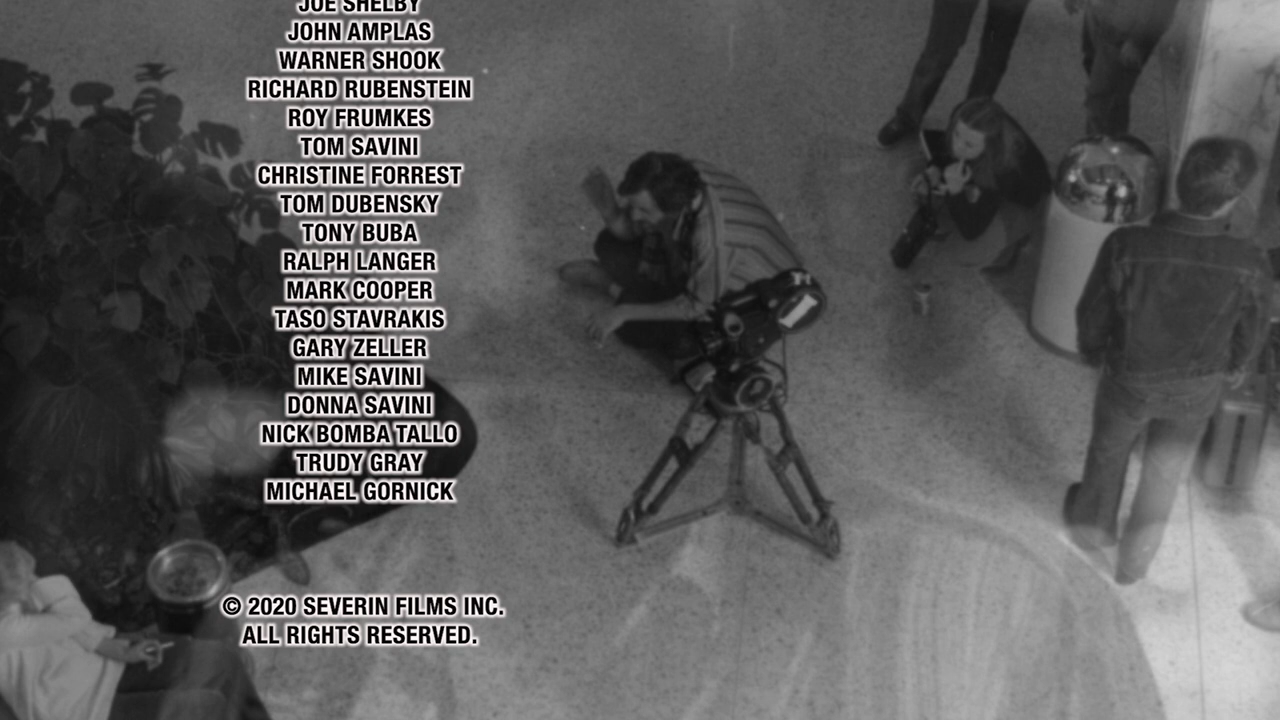 JOE SHELBY
JOHN AMPLAS
WARNER SHOOK
RICHARD RUBENSTEIN
ROY FRUMKES
TOM SAVINI
CHRISTINE FORREST
TOM DUBENSKY
TONY BUBA
RALPH LANGER
MARK COOPER
TASO STAVRAKIS
GARY ZELLER
MIKE SAVINI
DONNA SAVINI
NICK BOMBA TALLO
TRUDY GRAY
MICHAEL GORNICK
© 2020 SEVERIN FILMS INC.
ALL RIGHTS RESERVED.